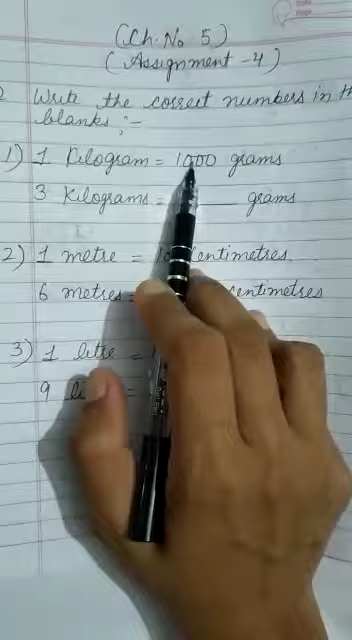 (Ch. No 5)
(Assignment - 4)
Write the correct numbers in
blanks :-
1) 1 Kilogram = 1000 grams
3 Kilograms = grams
2) 1 metre = centimetres
6 metres = centimetres
3) 1 litre =
9